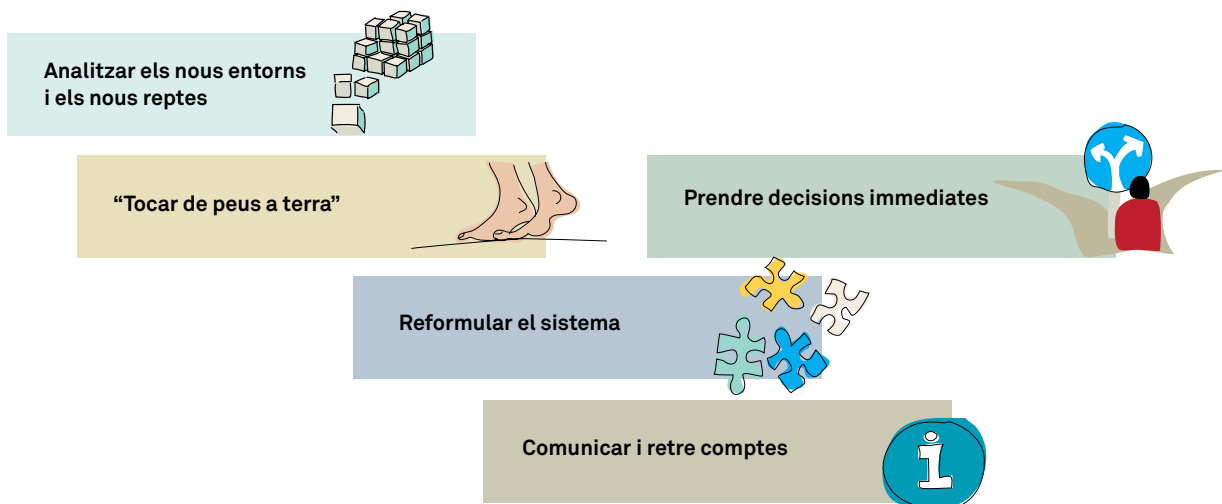 Analitzar els nous entorns
i els nous reptes
“Tocar de peus a terra”
Prendre decisions immediates
Reformular el sistema
Comunicar i retre comptes
i